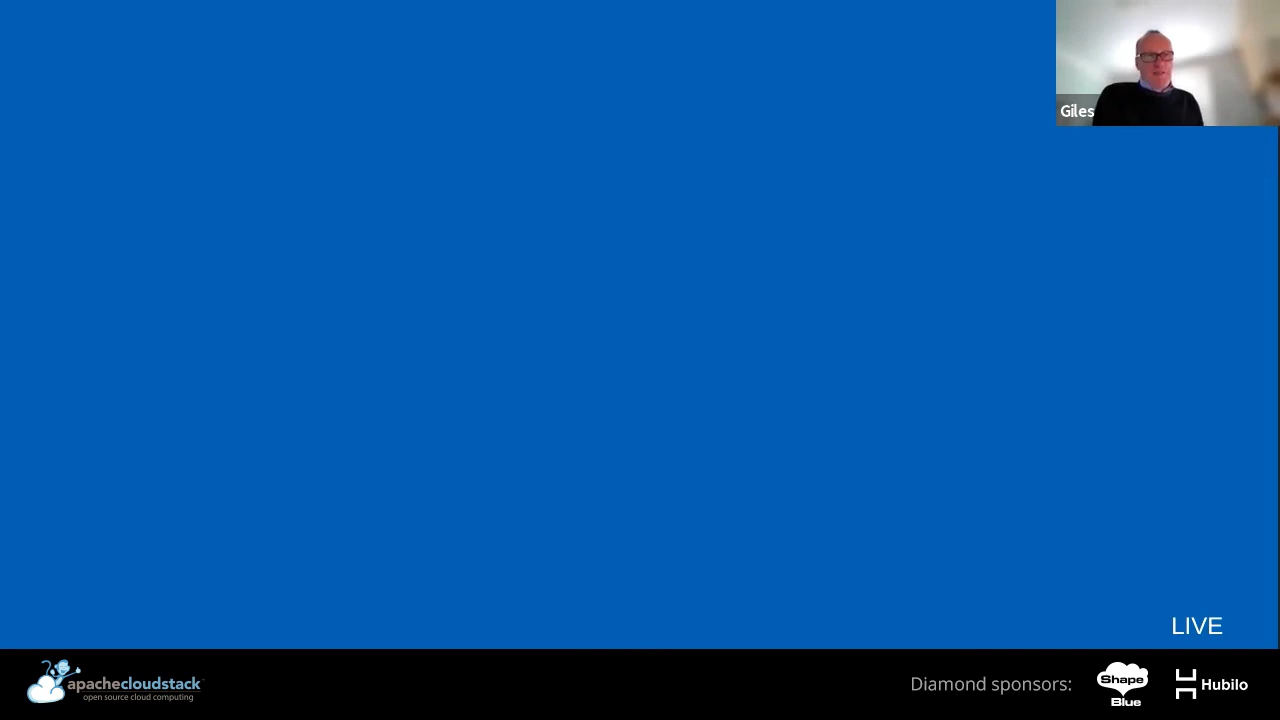 Giles
LIVE
apachecloudstack
open source cloud computing
Diamond sponsors:
Shape
Blue
Hubilo